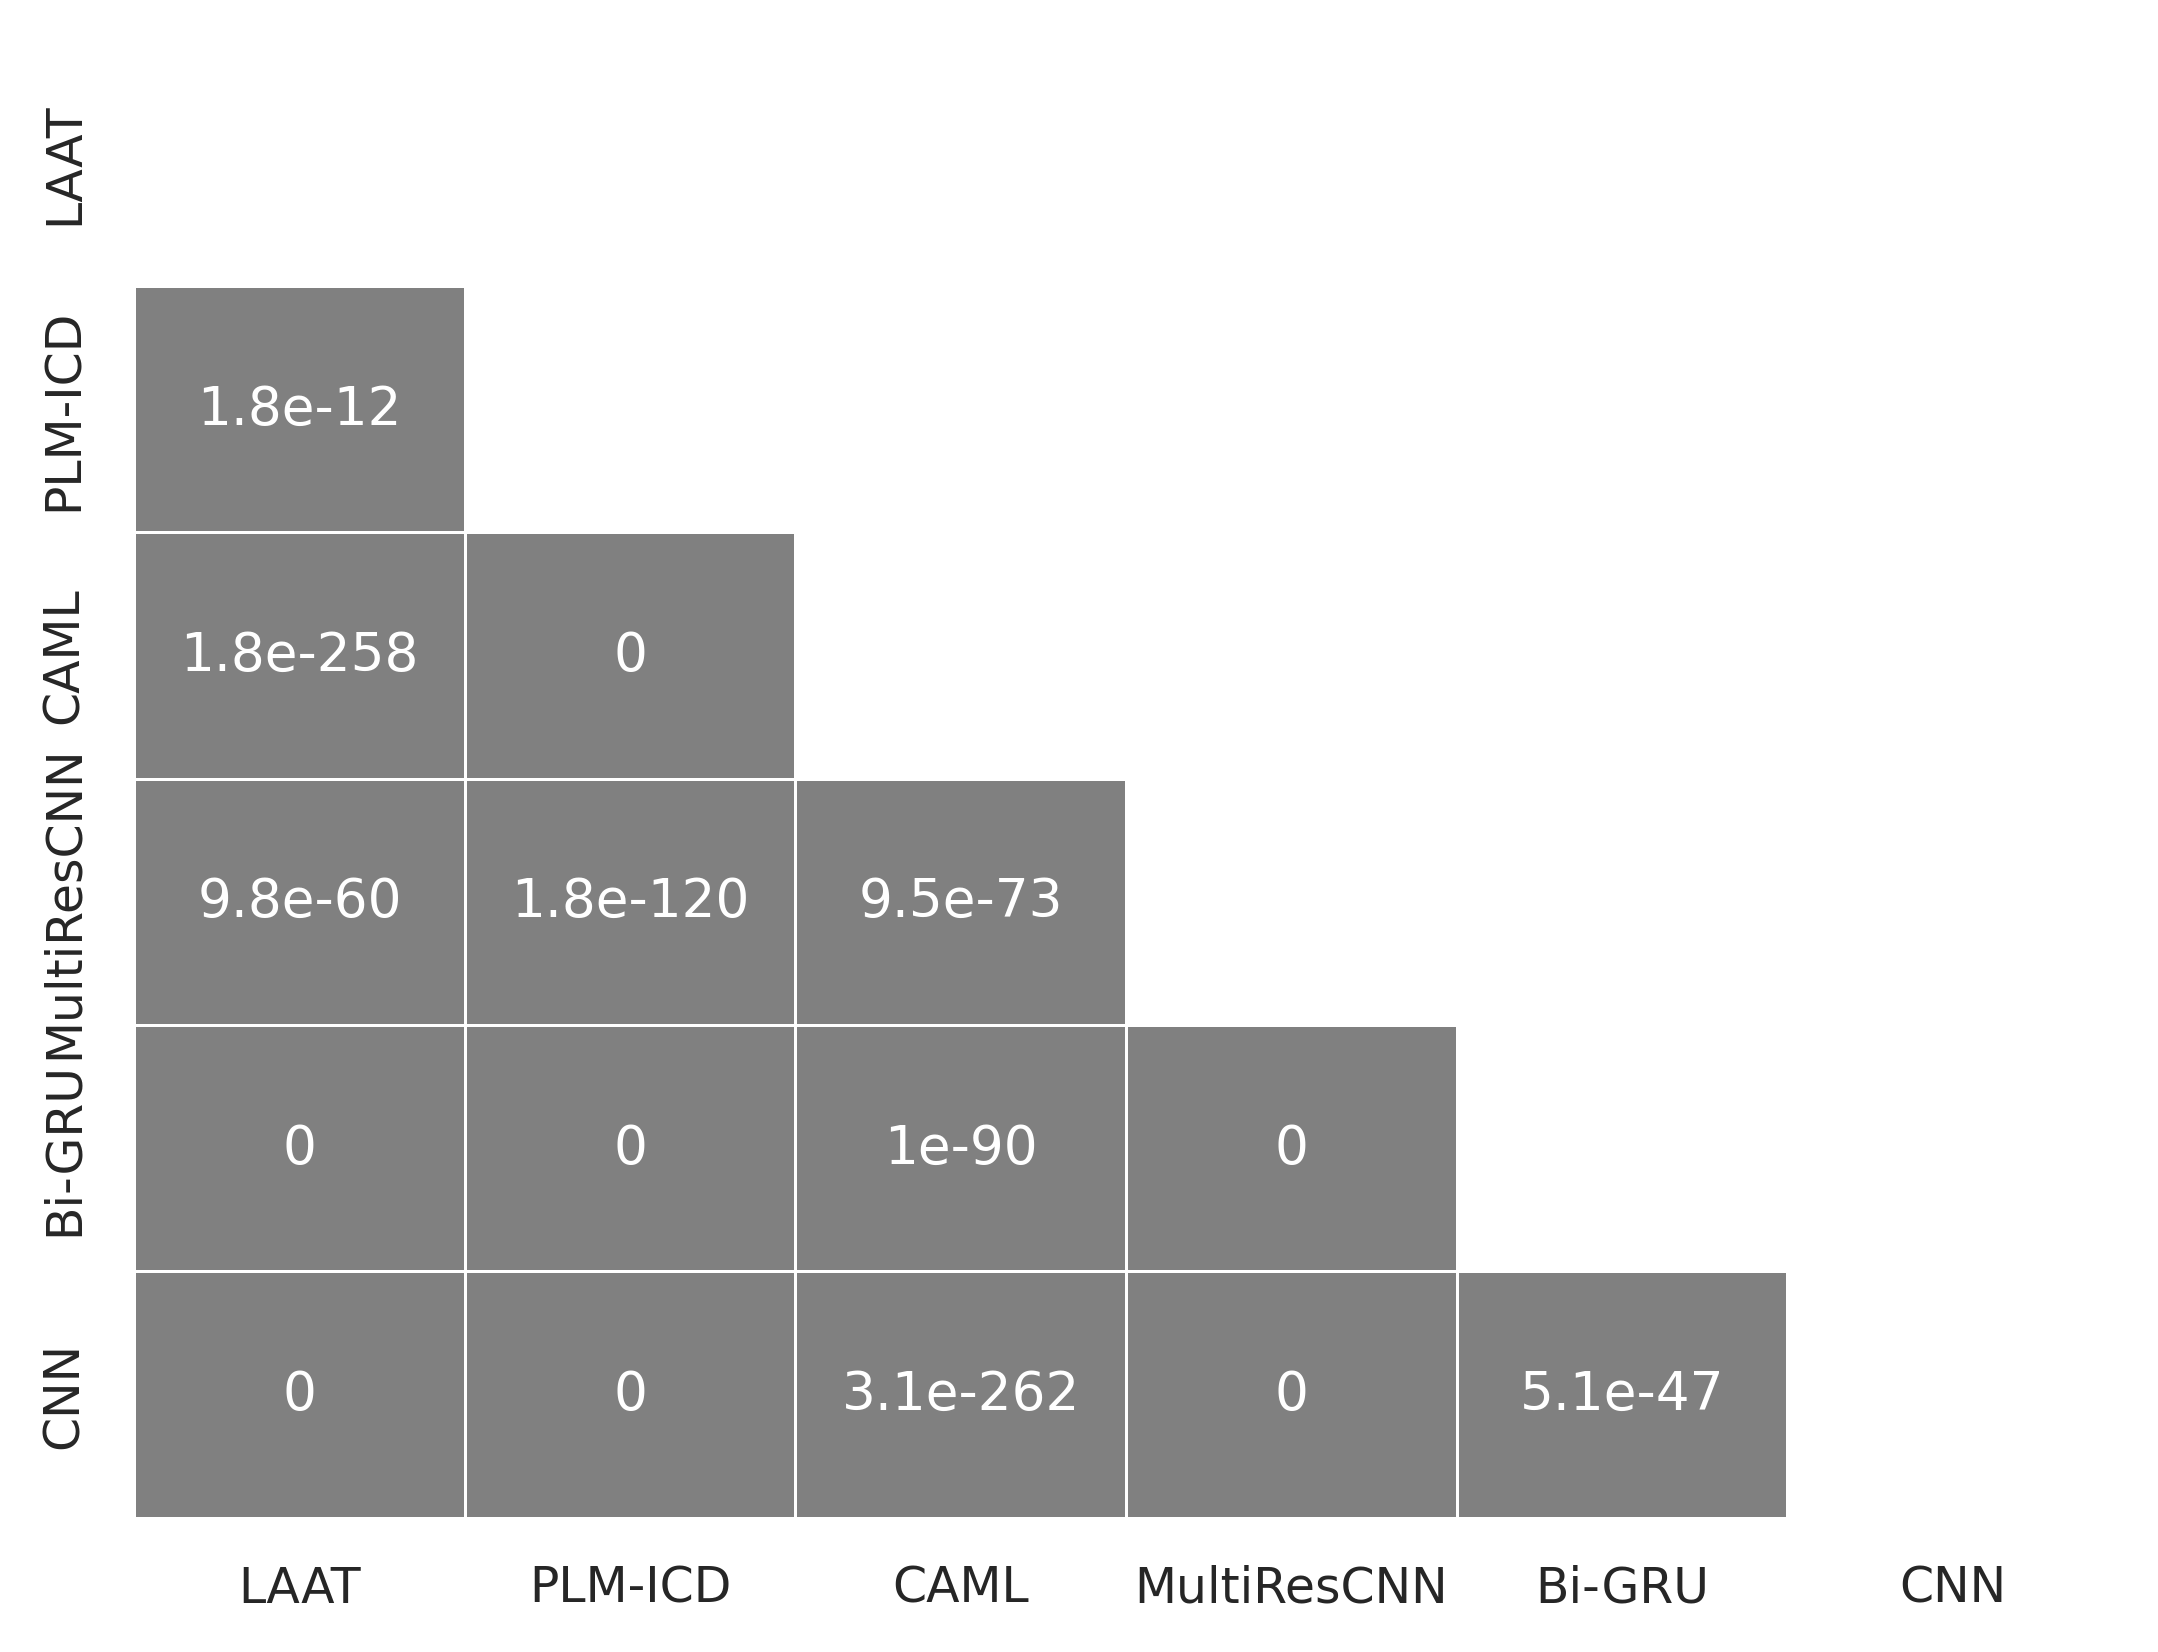 LAAT
PLM-ICD
1.8e-12
CAML
1.8e-258 0
MultiResCNN
9.8e-60 1.8e-120 9.5e-73
Bi-GRU
0 0 1e-90 0
CNN
0 0 3.1e-262 0 5.1e-47
LAAT PLM-ICD CAML MultiResCNN Bi-GRU CNN